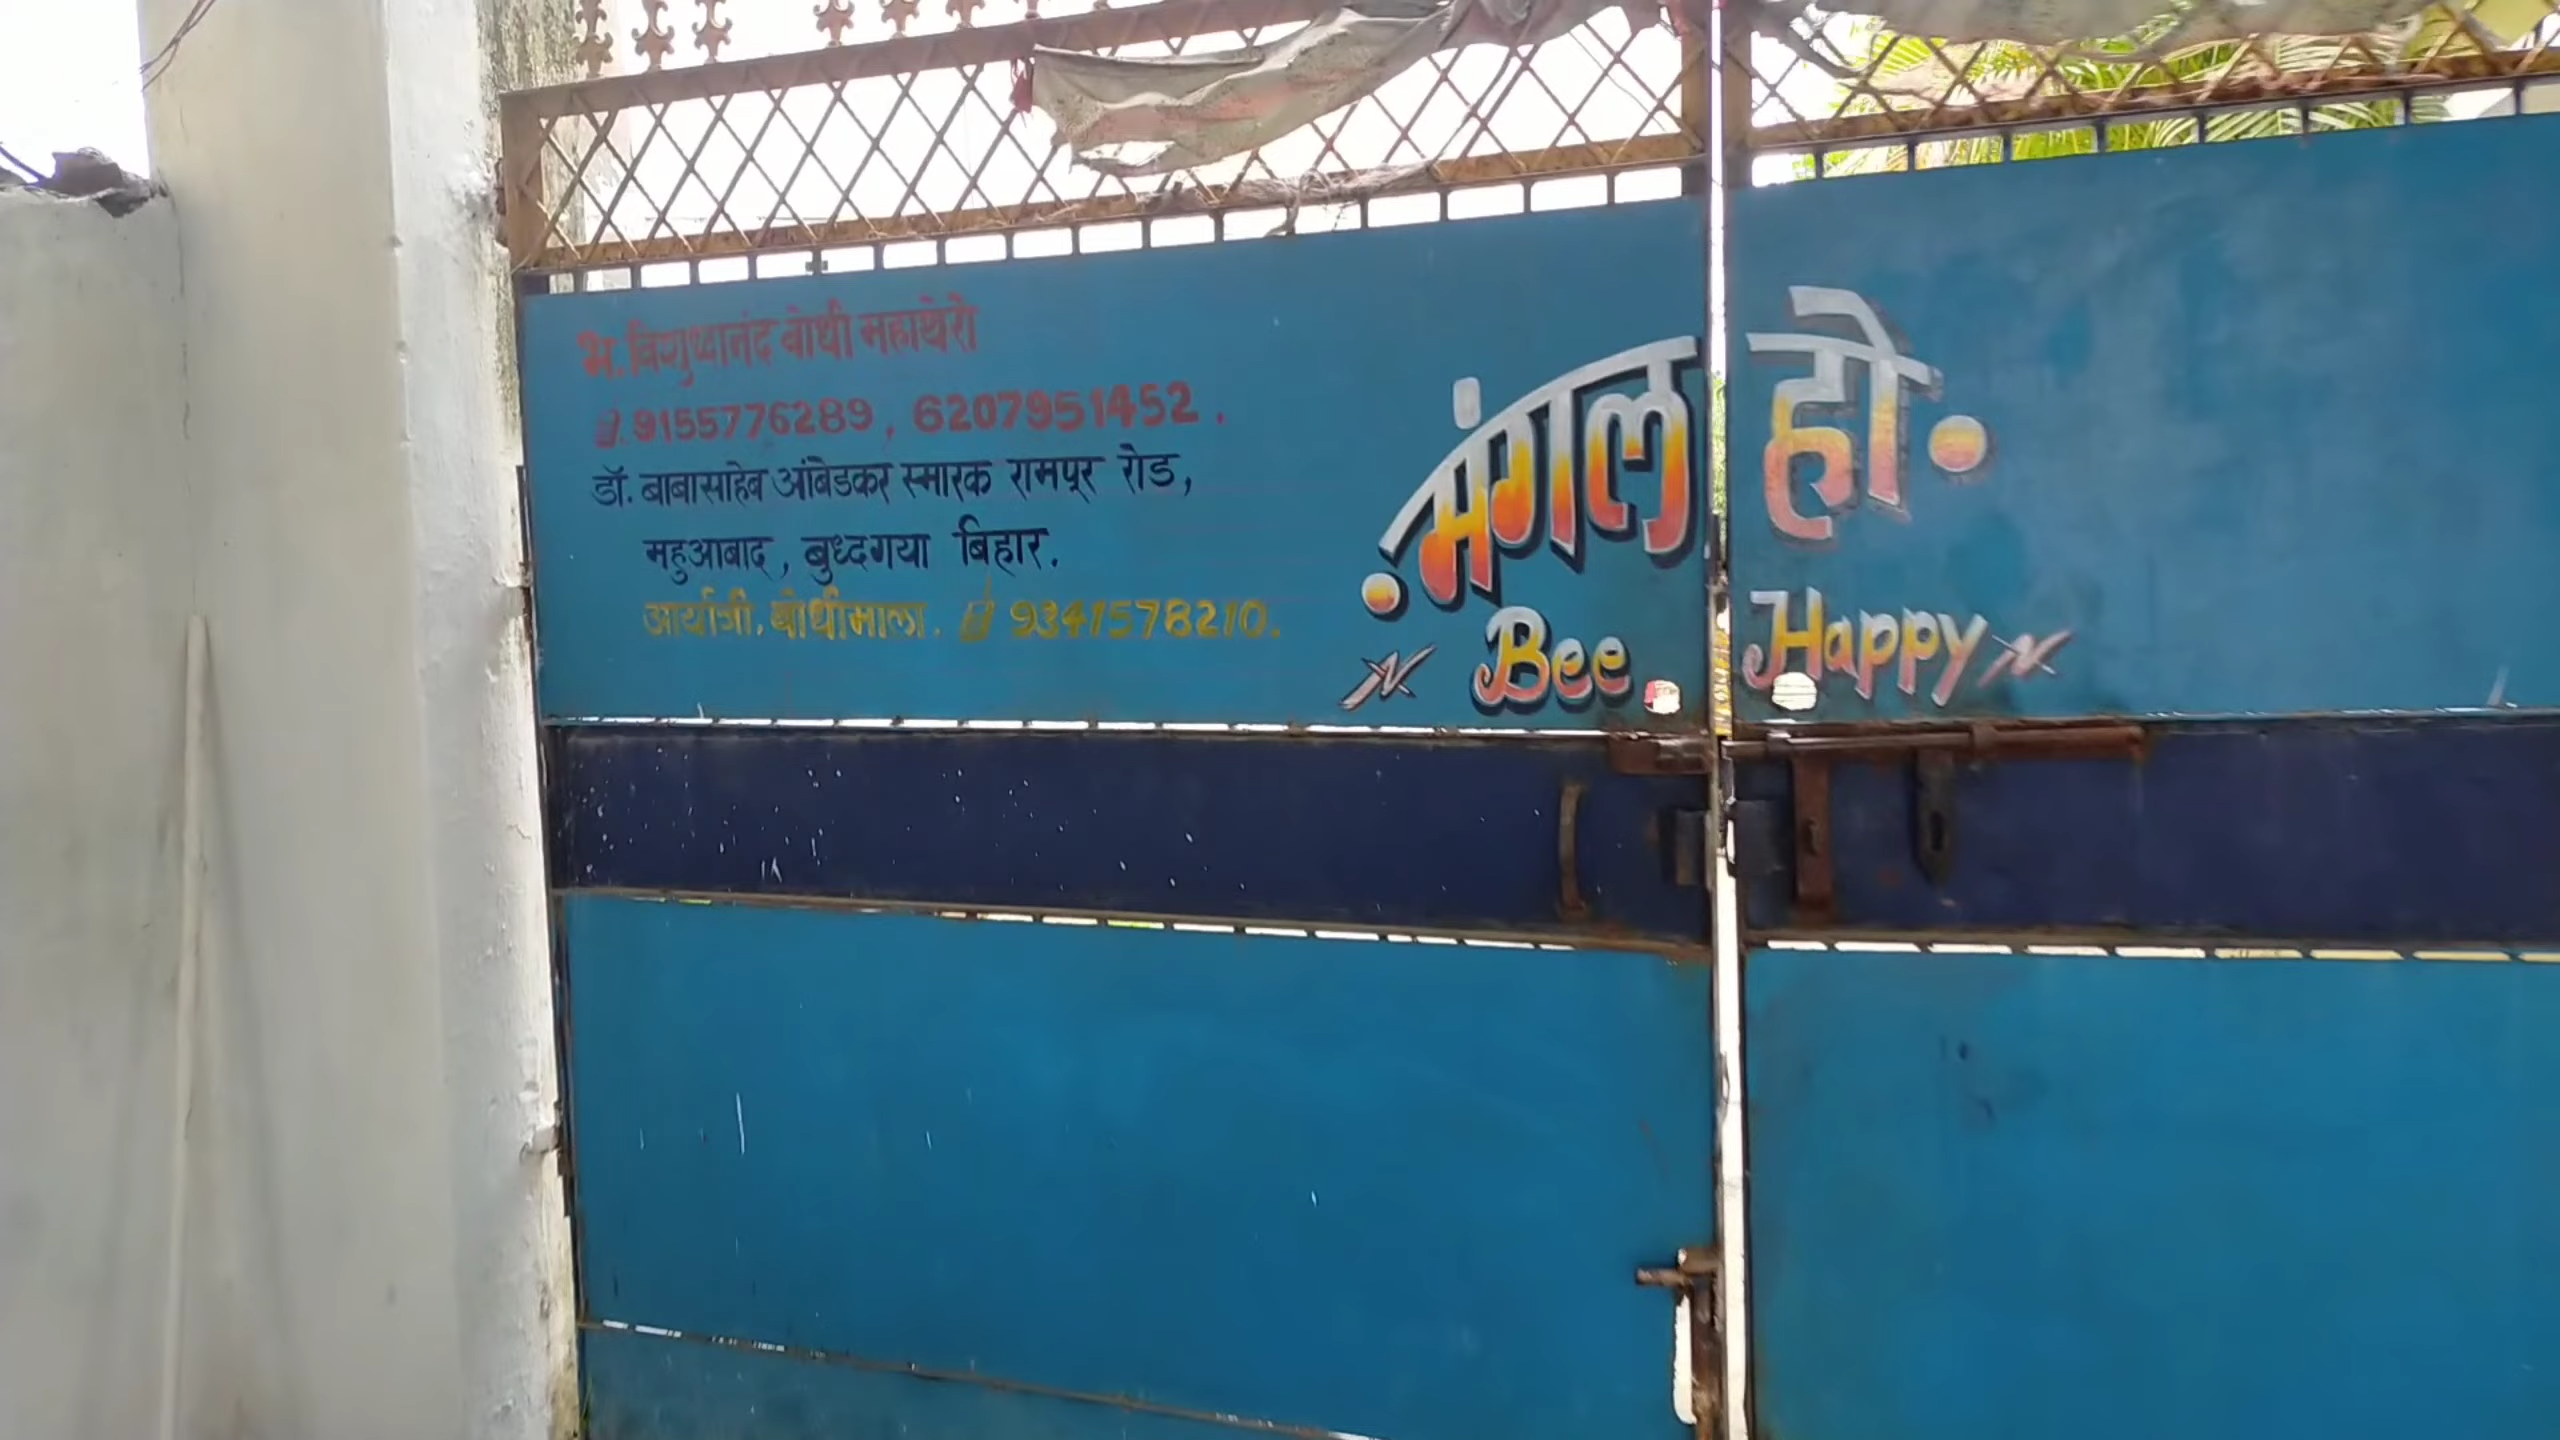 भ. विशुध्दानंद बोधी महाथेरो
9155776289, 6207951452.
डॉ. बाबासाहेब आंबेडकर स्मारक रामपूर रोड,
महुआबाद, बुध्दगया बिहार.
आर्याजी. बोधीमाला. 9341578210.
मंगल हो.
Bee. Happy